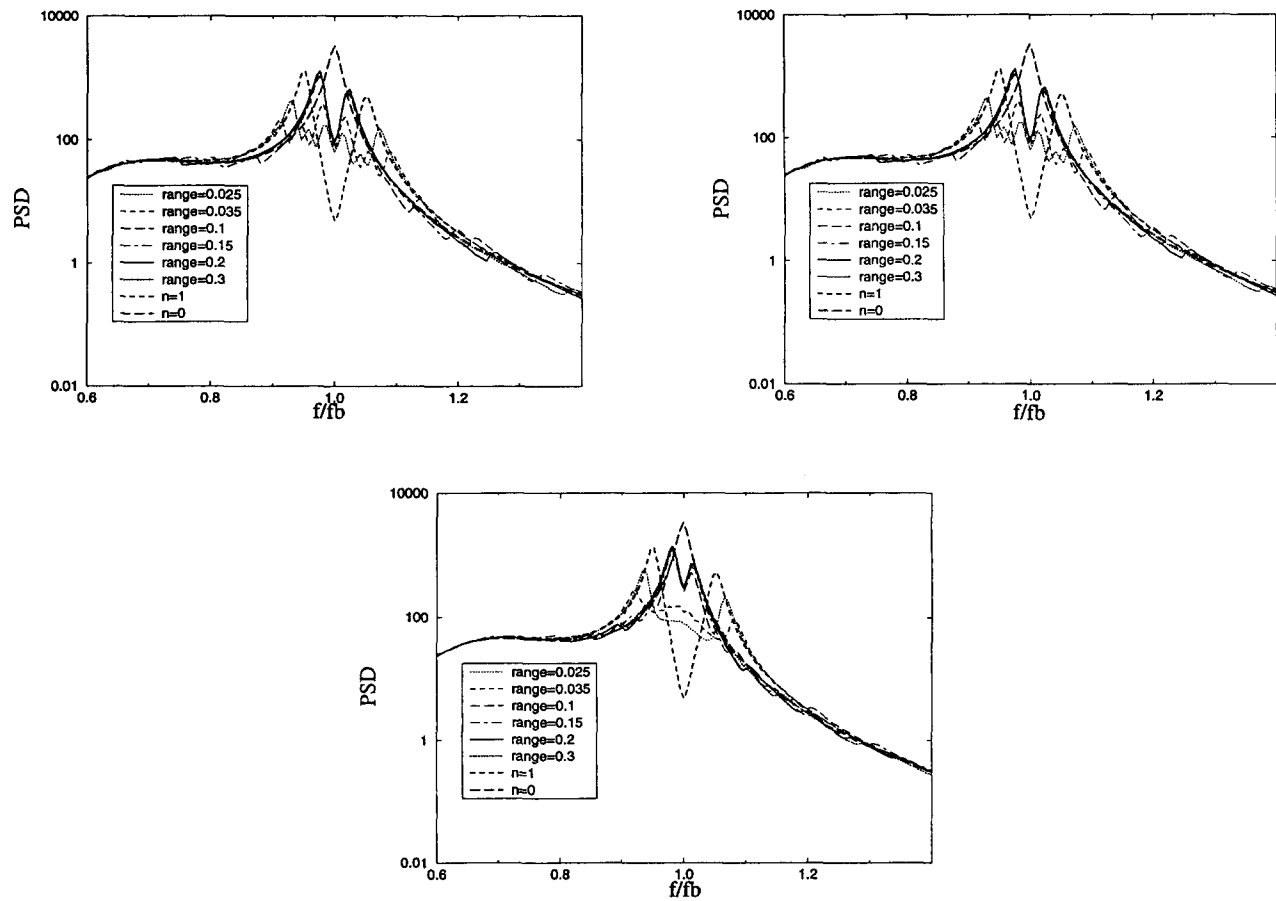 10000
100
1
0.01
PSD
range=0.025
range=0.035
range=0.1
range=0.15
range=0.2
range=0.3
n=1
n=0
0.6
0.8
1.0
1.2
f/fb
10000
100
1
0.01
PSD
range=0.025
range=0.035
range=0.1
range=0.15
range=0.2
range=0.3
n=1
n=0
0.6
0.8
1.0
1.2
f/fb
10000
100
1
0.01
PSD
range=0.025
range=0.035
range=0.1
range=0.15
range=0.2
range=0.3
n=1
n=0
0.6
0.8
1.0
1.2
f/fb